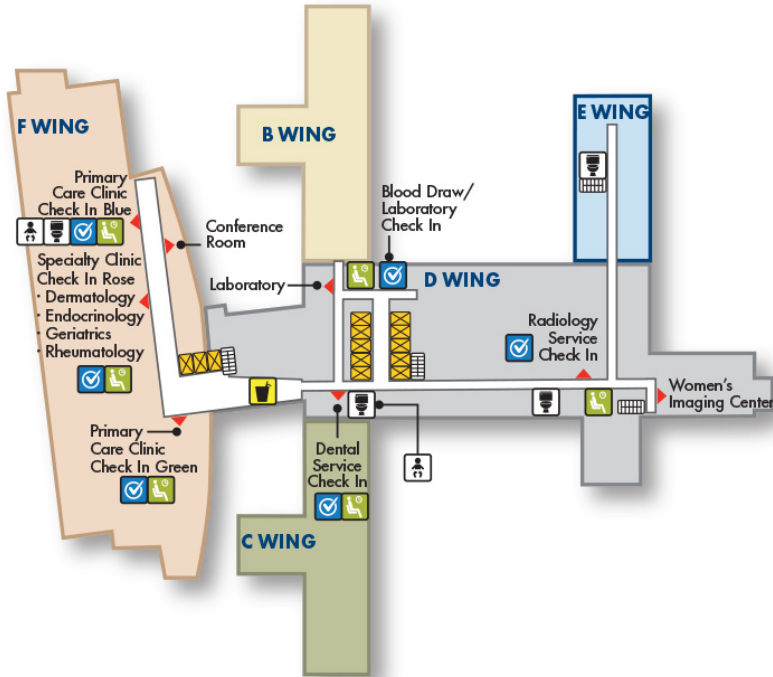 F WING
B WING
E WING
Primary
Care Clinic
Check In Blue
Conference
Room
Specialty Clinic
Check In Rose
· Dermatology
· Endocrinology
· Geriatrics
· Rheumatology
Blood Draw/
Laboratory
Check In
Laboratory
D WING
Radiology
Service
Check In
Women's
Imaging Center
Primary
Care Clinic
Check In Green
Dental
Service
Check In
C WING